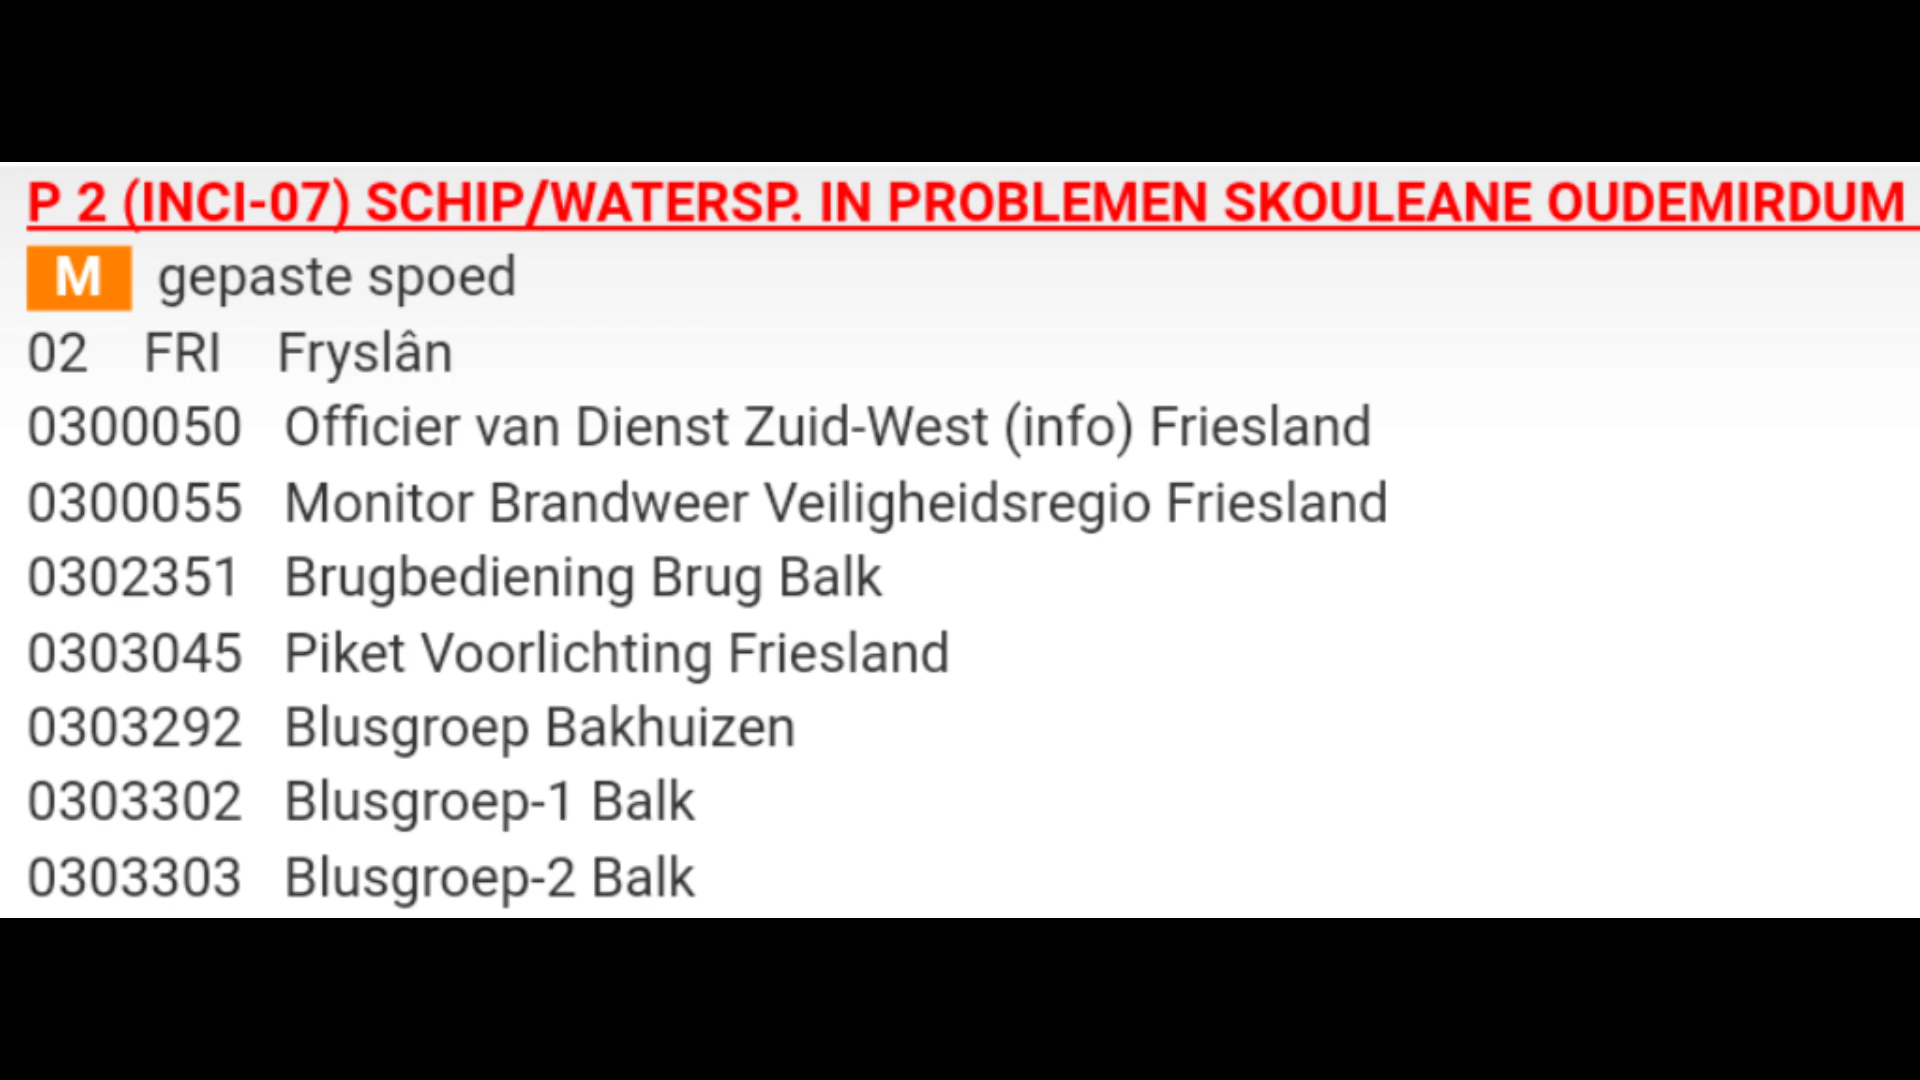 P 2 (INCI-07) SCHIP/WATERSP. IN PROBLEMEN SKOULEANE OUDEMIRDUM
M gepaste spoed
02 FRI Fryslân
0300050 Officier van Dienst Zuid-West (info) Friesland
0300055 Monitor Brandweer Veiligheidsregio Friesland
0302351 Brugbediening Brug Balk
0303045 Piket Voorlichting Friesland
0303292 Blusgroep Bakhuizen
0303302 Blusgroep-1 Balk
0303303 Blusgroep-2 Balk